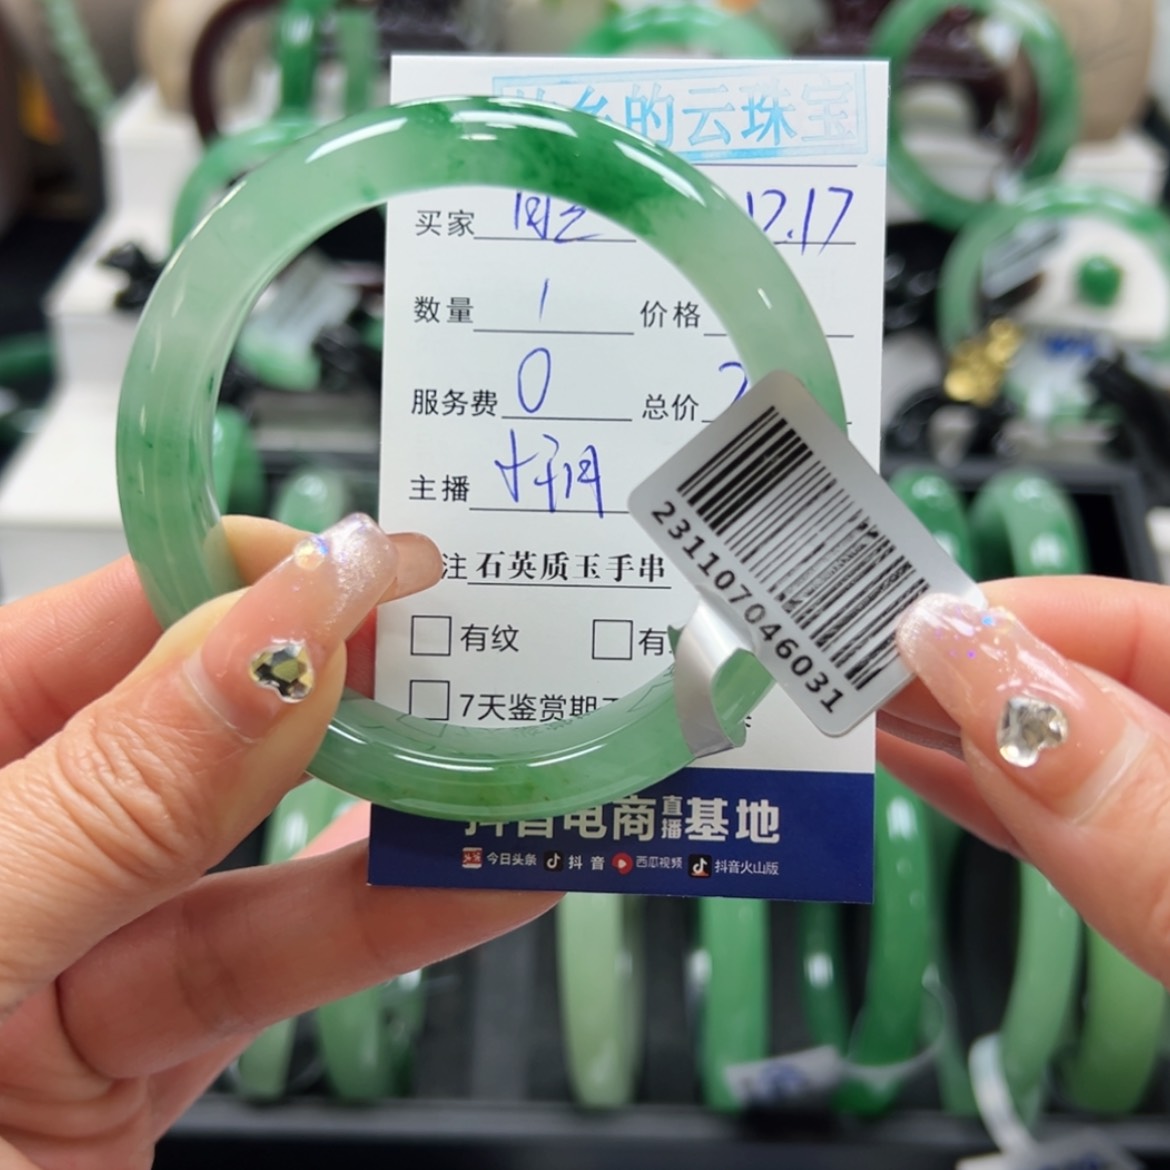 的云珠宝
买家 12.17
数量 1 价格
服务费 0 总价
主播
注 石英质玉手串
有纹 有
7天鉴赏期
2311070046031
抖音电商直播基地
今日头条 抖音 西瓜视频 抖音火山版